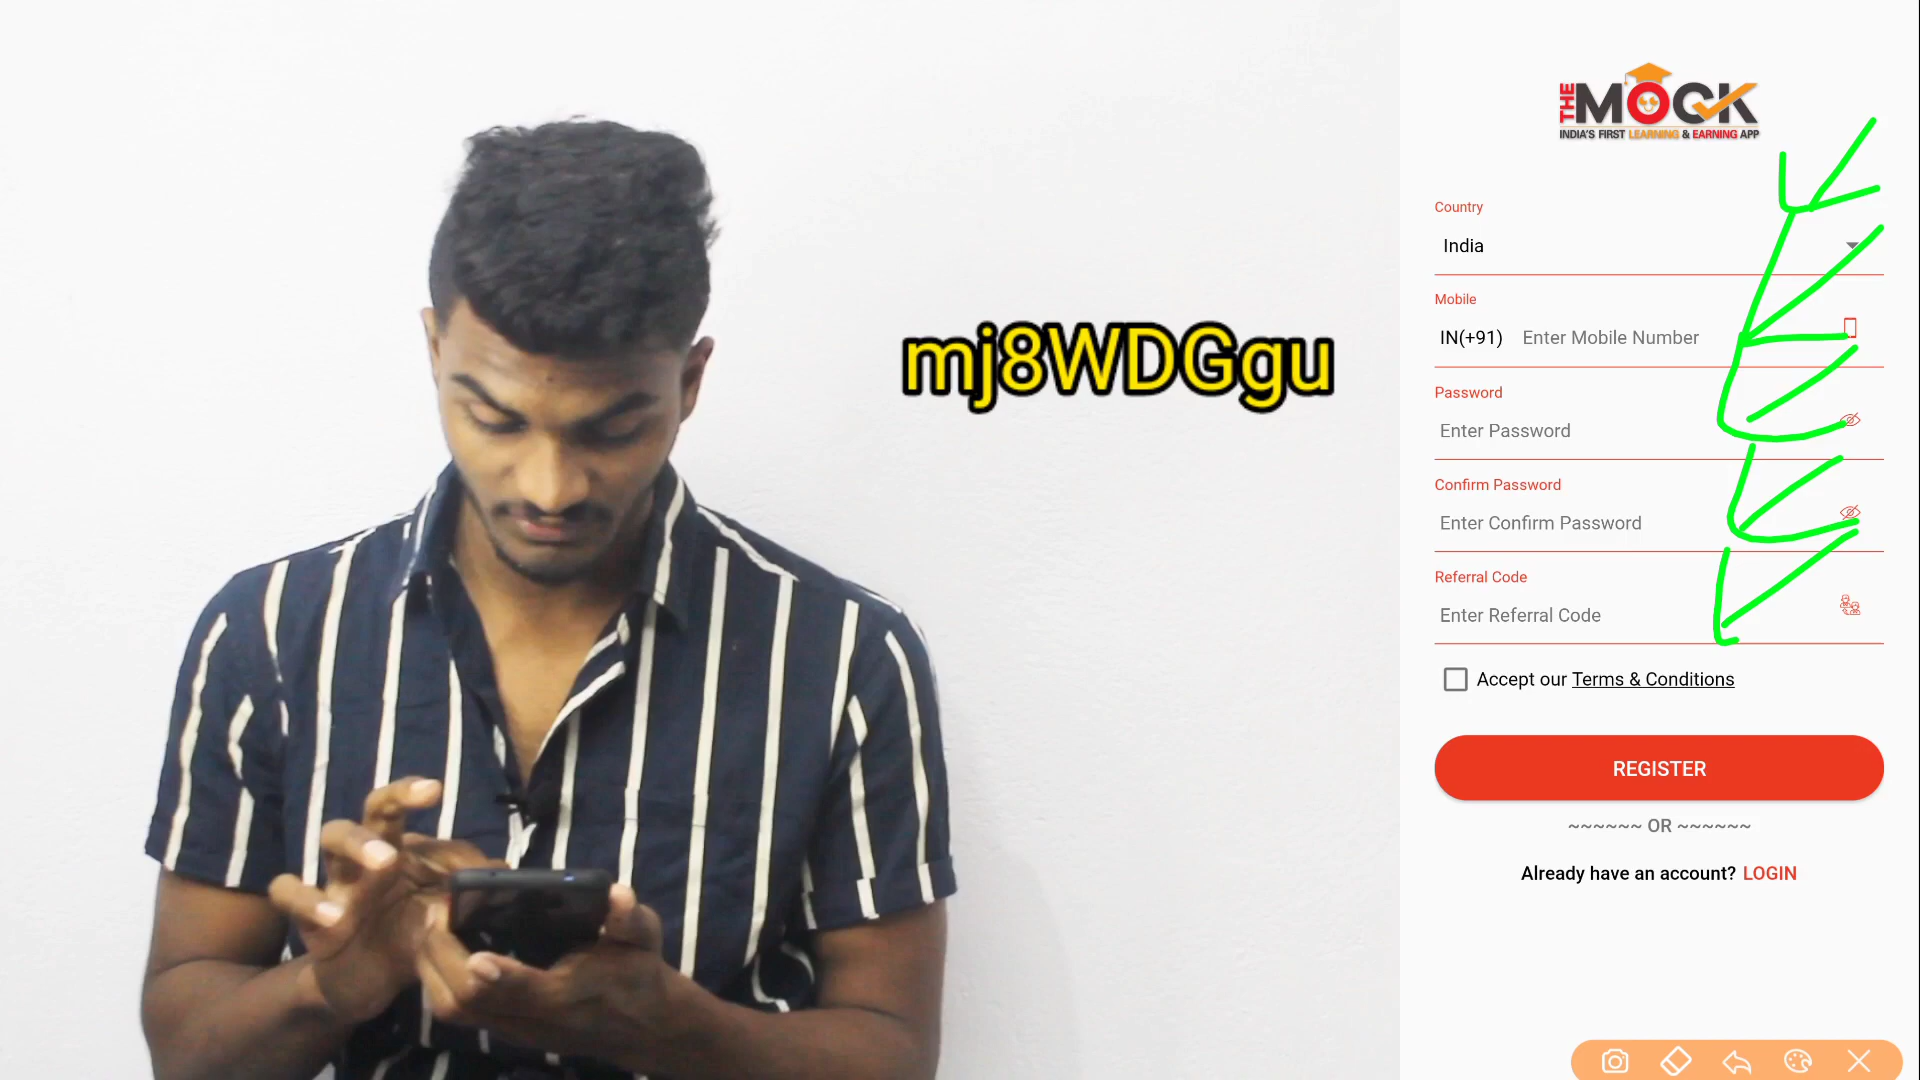 mj8WDGgu
THE MOCK
INDIA'S FIRST LEARNING & EARNING APP
Country
India
Mobile
IN(+91) Enter Mobile Number
Password
Enter Password
Confirm Password
Enter Confirm Password
Referral Code
Enter Referral Code
Accept our Terms & Conditions
REGISTER
~~~~~~ OR ~~~~~~
Already have an account? LOGIN